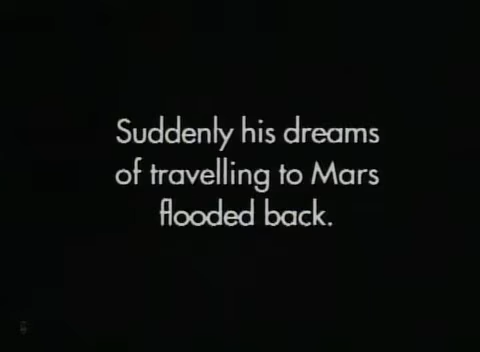 Suddenly his dreams
of travelling to Mars
flooded back.